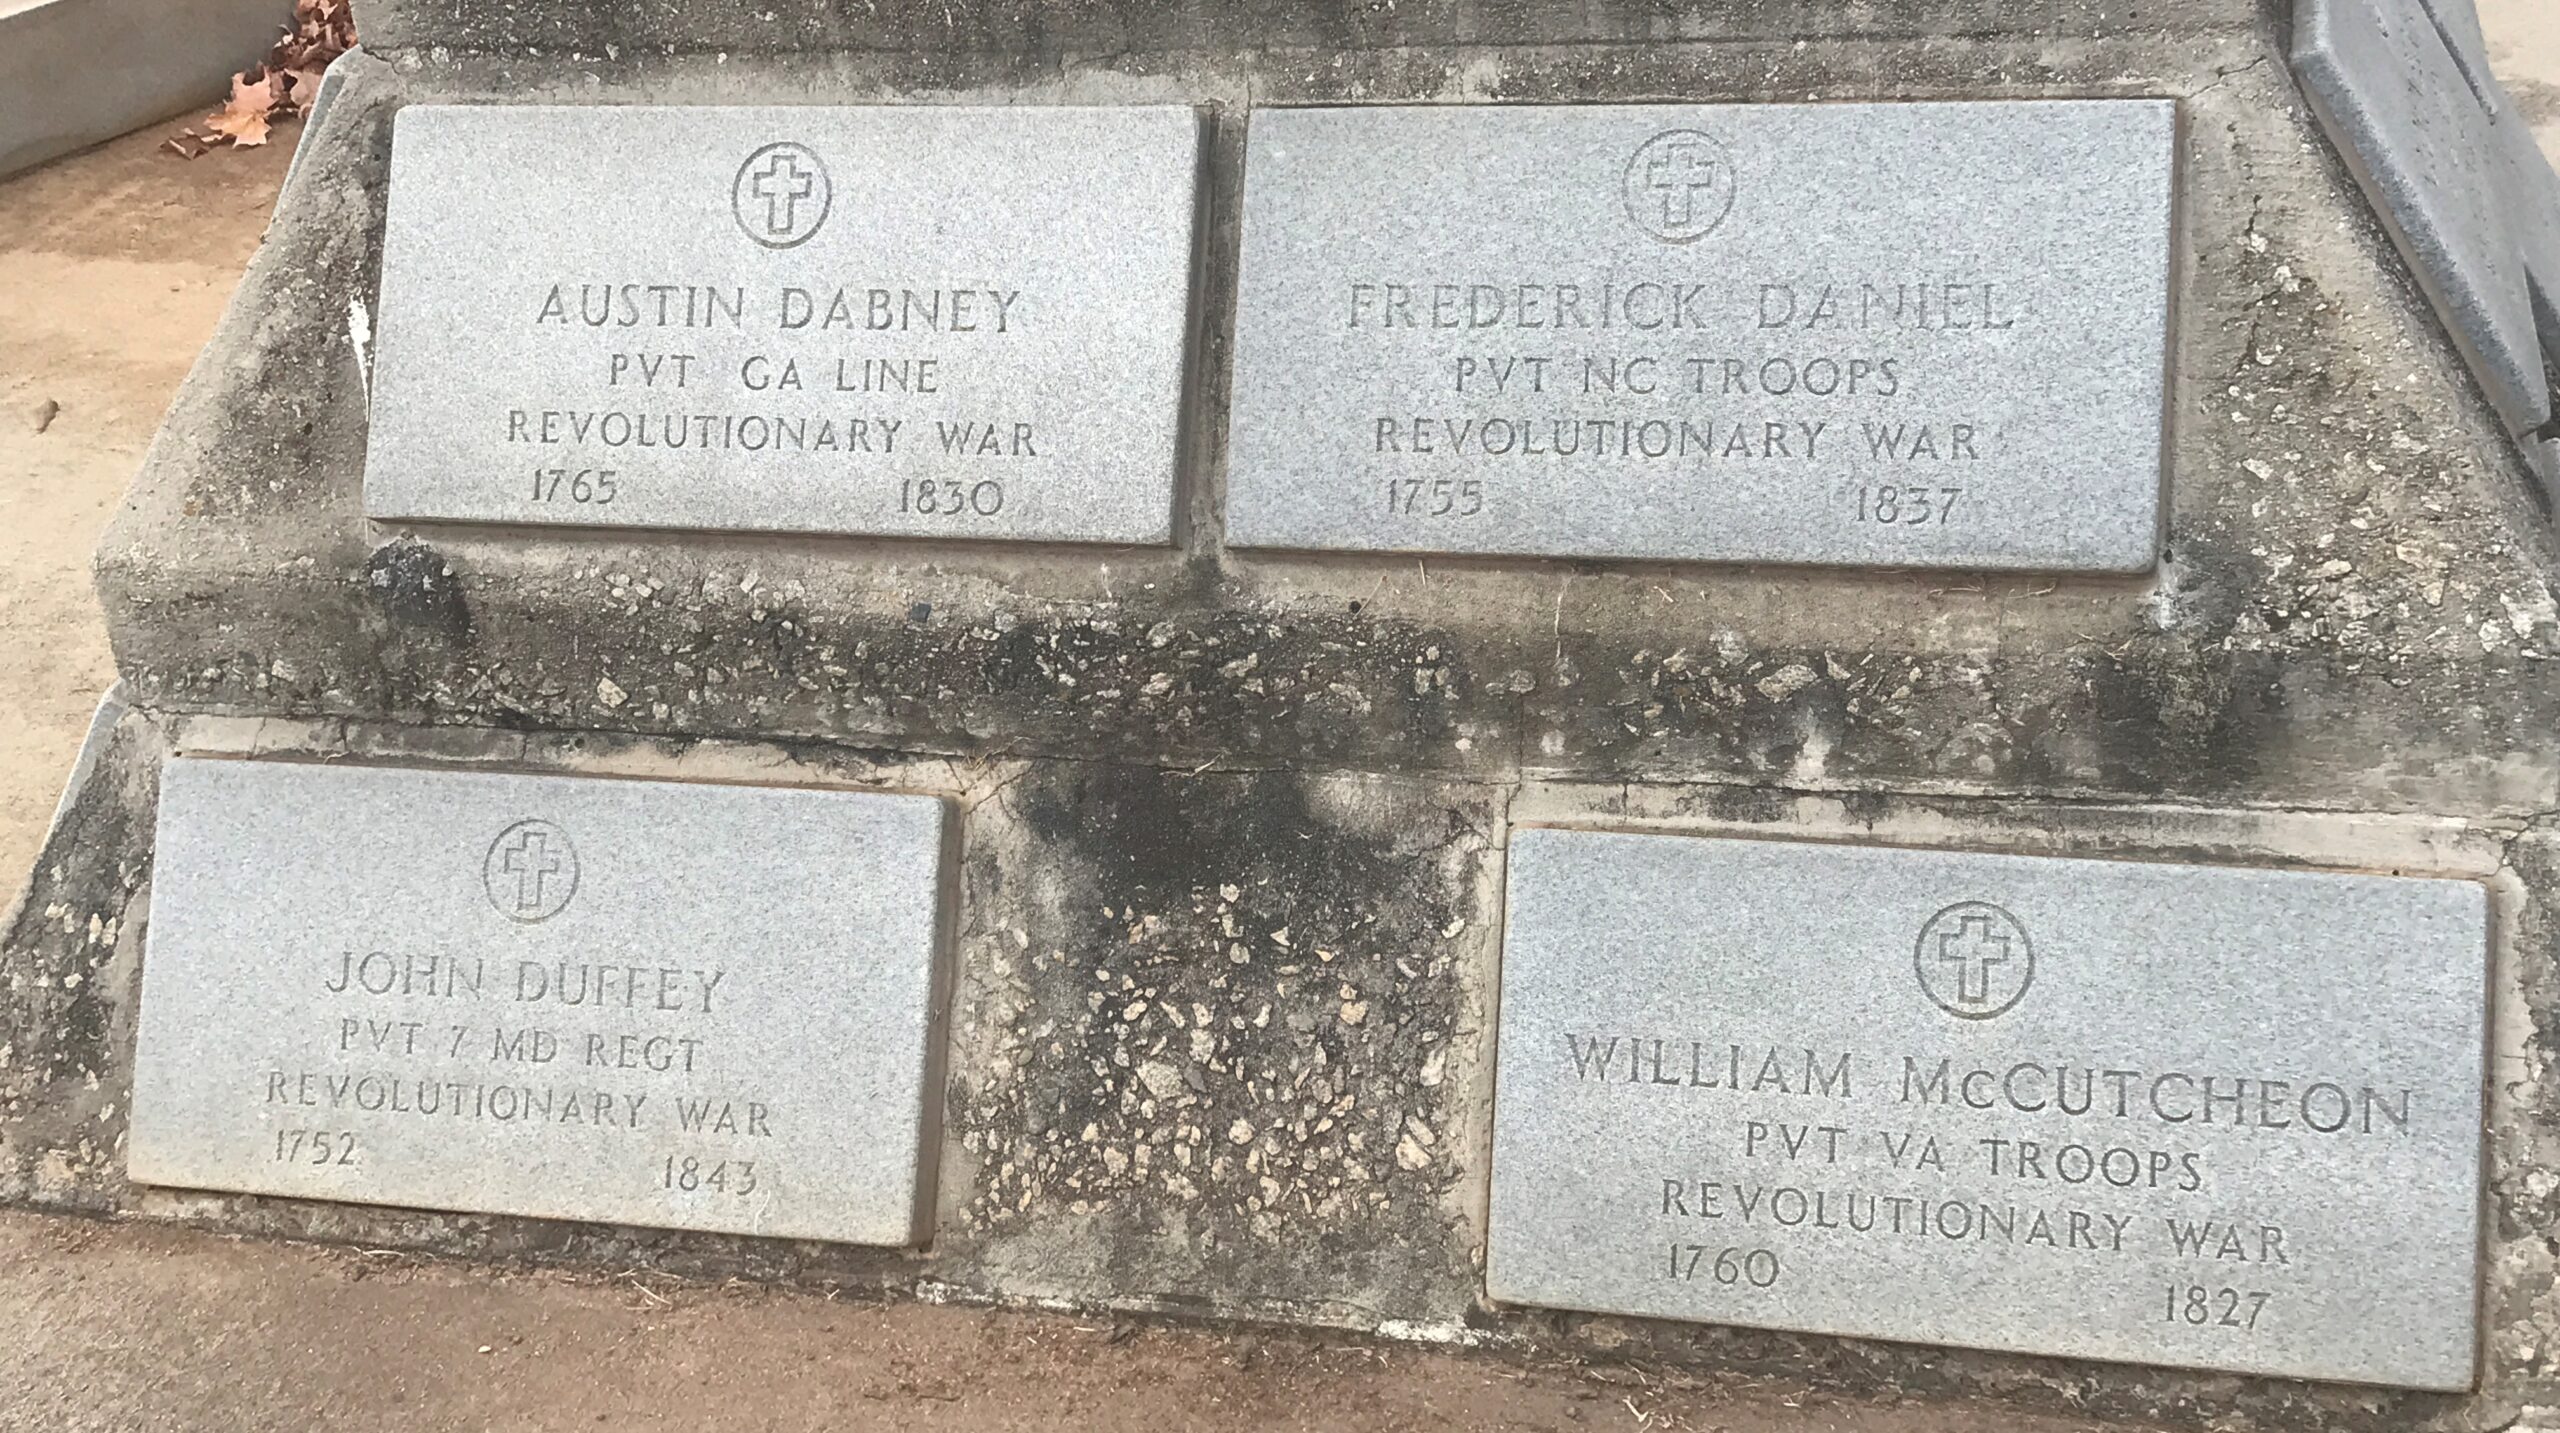 AUSTIN DABNEY
PVT GA LINE
REVOLUTIONARY WAR
1765 1830
FREDERICK DANIEL
PVT NC TROOPS
REVOLUTIONARY WAR
1755 1837
JOHN DUFFEY
PVT 7 MD REGT
REVOLUTIONARY WAR
1752 1843
WILLIAM McCUTCHEON
PVT VA TROOPS
REVOLUTIONARY WAR
1760 1827